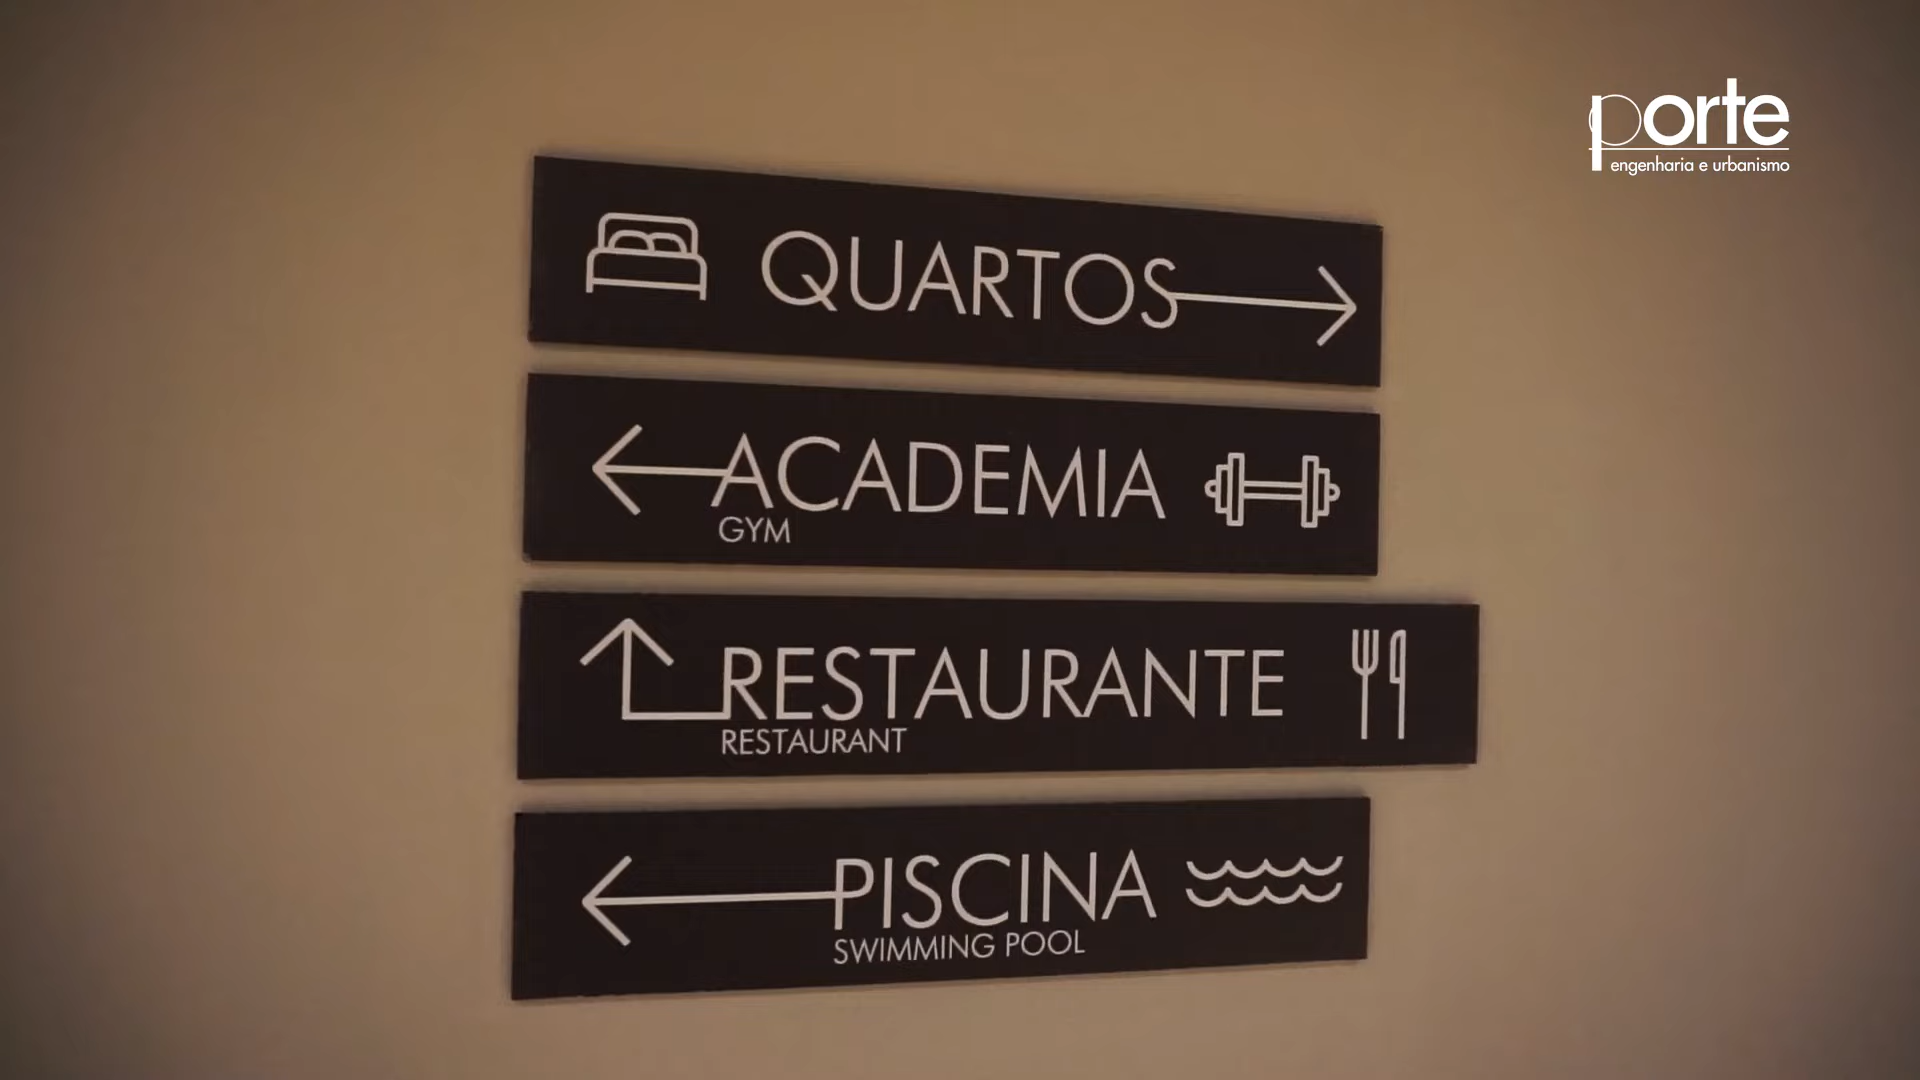 porte
engenharia e urbanismo
QUARTOS
ACADEMIA
GYM
RESTAURANTE
RESTAURANT
PISCINA
SWIMMING POOL